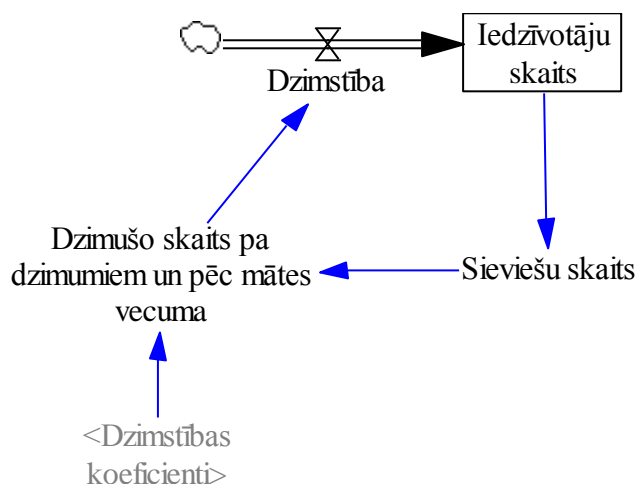 Iedzīvotāju
skaits
Dzimstība
Dzimušo skaits pa
dzimumiem un pēc mātes
vecuma
Sieviešu skaits
<Dzimstības
koeficienti>